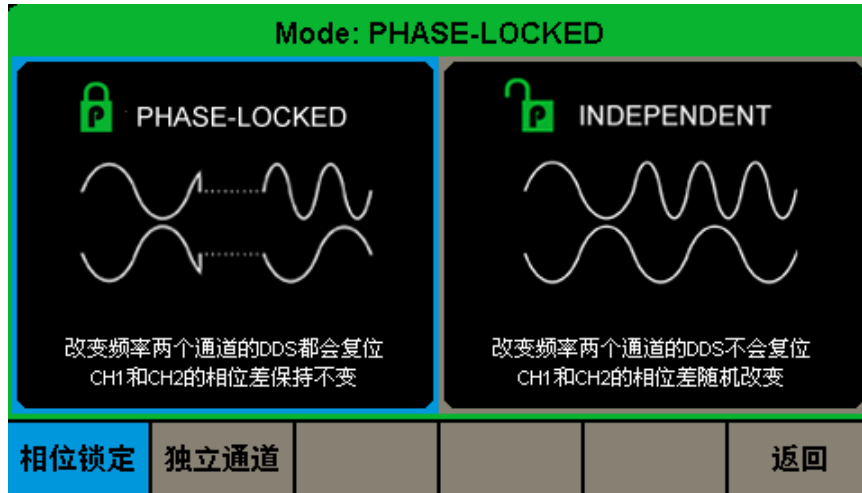 Mode: PHASE-LOCKED
PHASE-LOCKED
改变频率两个通道的DDS都会复位
CH1和CH2的相位差保持不变
INDEPENDENT
改变频率两个通道的DDS不会复位
CH1和CH2的相位差随机改变
相位锁定
独立通道
返回